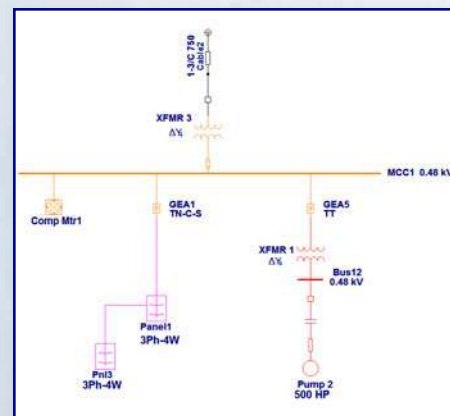 1-3/C 750
Cable2
XFMR 3
MCC1 0.48 kV
Comp Mtr1
GEA1
TN-C-S
GEA5
TT
XFMR 1
Bus12
0.48 kV
Panel1
3Ph-4W
Pnl3
3Ph-4W
Pump 2
500 HP